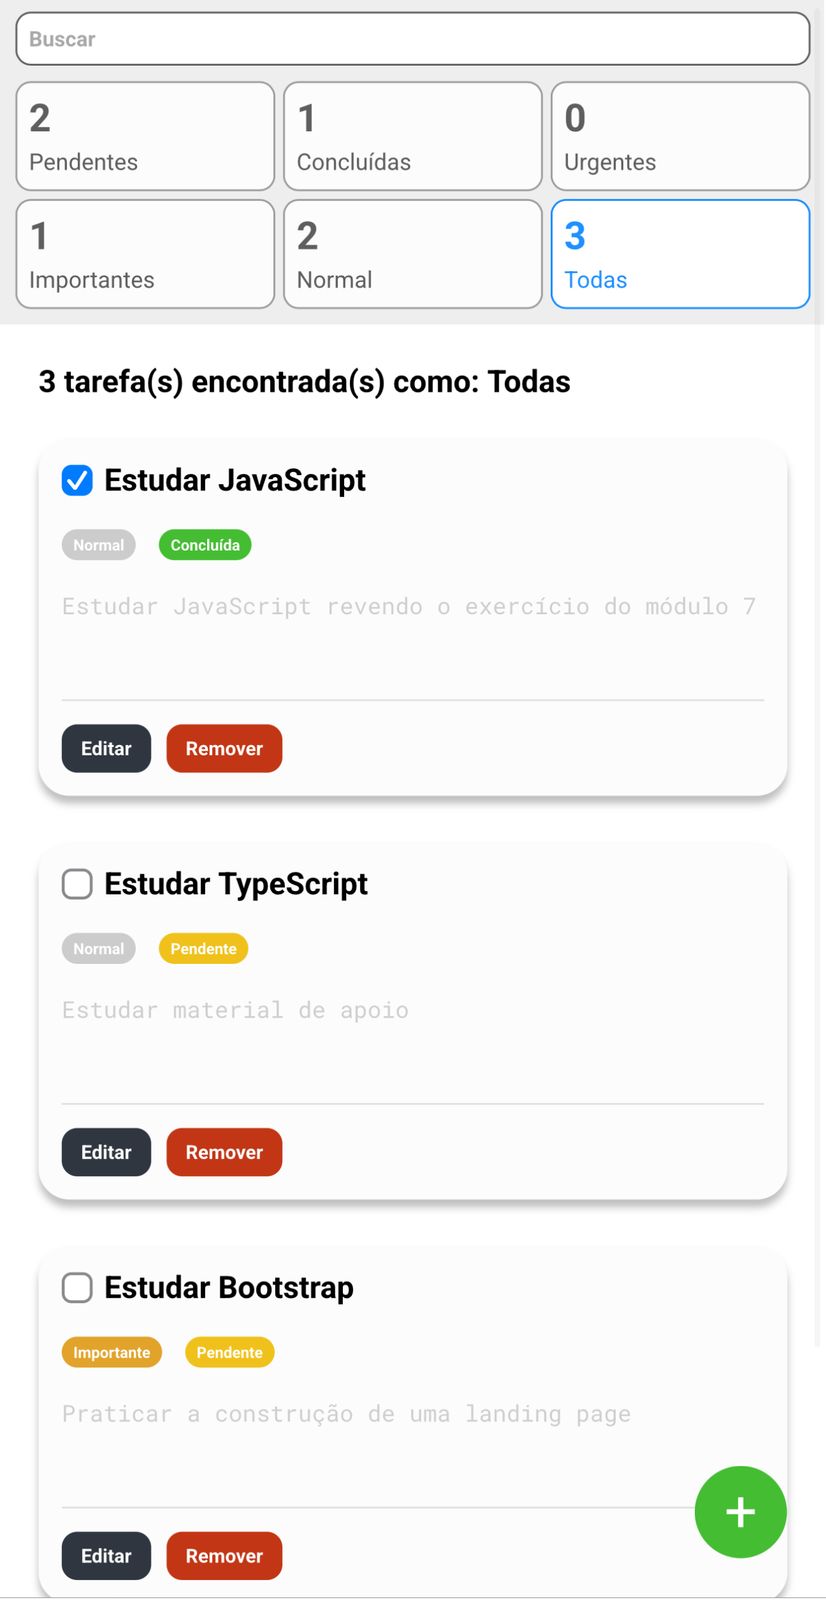 Buscar
2
Pendentes
1
Concluídas
0
Urgentes
1
Importantes
2
Normal
3
Todas
3 tarefa(s) encontrada(s) como: Todas
Estudar JavaScript
Normal Concluída
Estudar JavaScript revendo o exercício do módulo 7
Editar Remover
Estudar TypeScript
Normal Pendente
Estudar material de apoio
Editar Remover
Estudar Bootstrap
Importante Pendente
Praticar a construção de uma landing page
+
Editar Remover